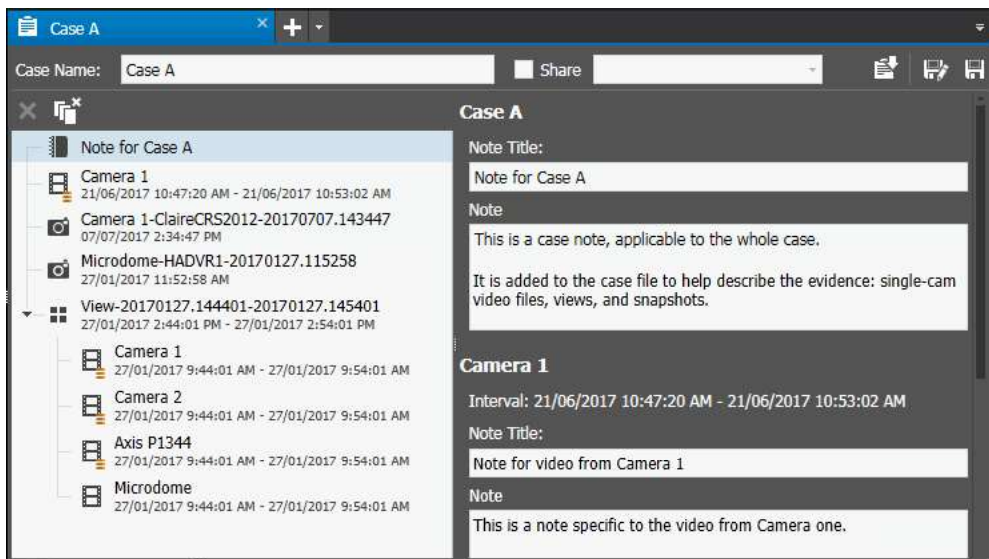 Case A
Case Name:
Case A
Share
Note for Case A
Camera 1
21/06/2017 10:47:20 AM - 21/06/2017 10:53:02 AM
Camera 1-ClaireCRS2012-20170707.143447
07/07/2017 2:34:47 PM
Microdome-HADVR1-20170127.115258
27/01/2017 11:52:58 AM
View-20170127.144401-20170127.145401
27/01/2017 2:44:01 PM - 27/01/2017 2:54:01 PM
Camera 1
27/01/2017 9:44:01 AM - 27/01/2017 9:54:01 AM
Camera 2
27/01/2017 9:44:01 AM - 27/01/2017 9:54:01 AM
Axis P1344
27/01/2017 9:44:01 AM - 27/01/2017 9:54:01 AM
Microdome
27/01/2017 9:44:01 AM - 27/01/2017 9:54:01 AM
Case A
Note Title:
Note for Case A
Note
This is a case note, applicable to the whole case.
It is added to the case file to help describe the evidence: single-cam
video files, views, and snapshots.
Camera 1
Interval: 21/06/2017 10:47:20 AM - 21/06/2017 10:53:02 AM
Note Title:
Note for video from Camera 1
Note
This is a note specific to the video from Camera one.